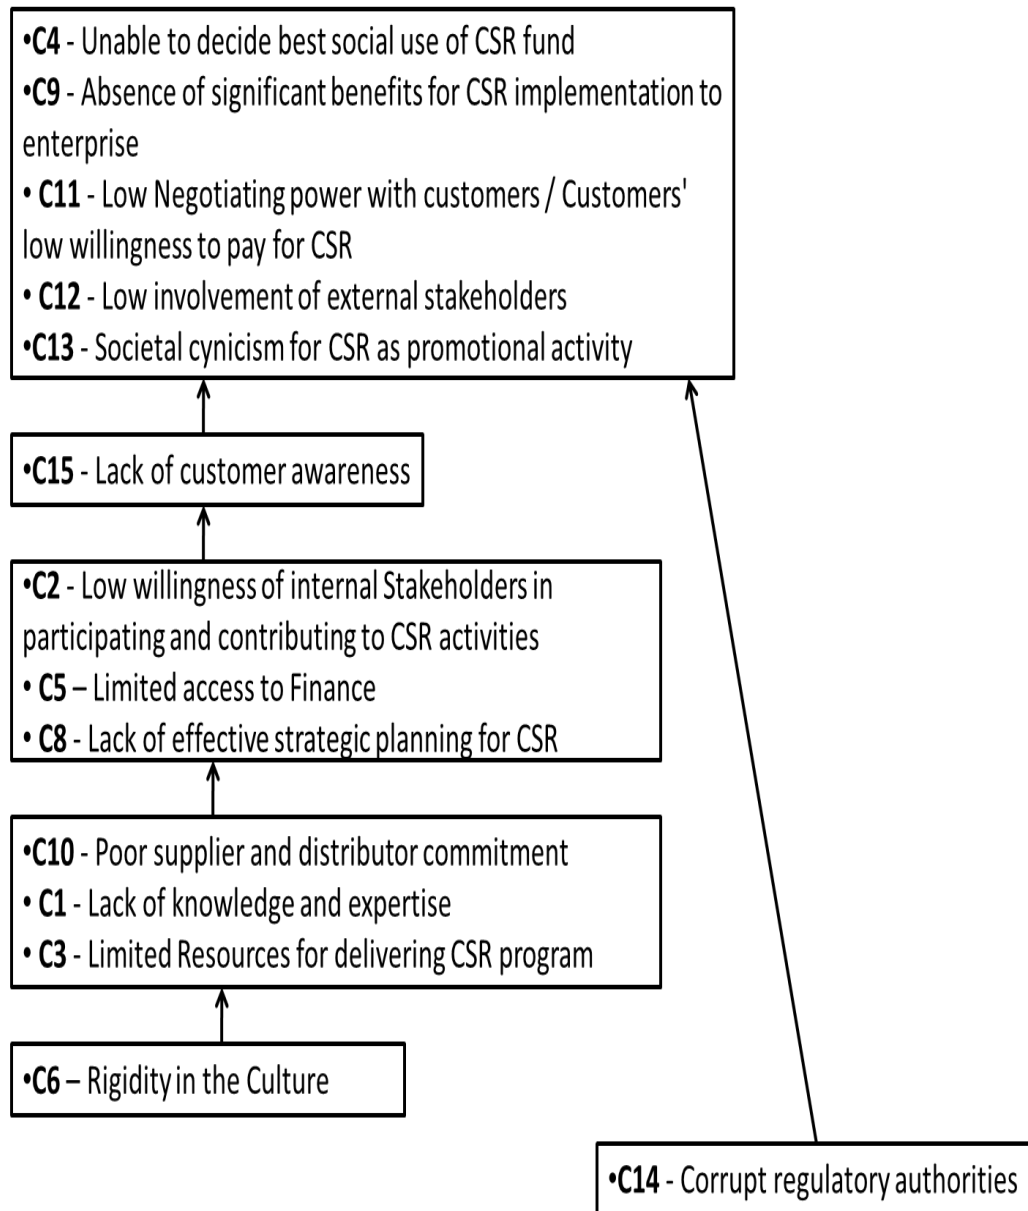 •C4 - Unable to decide best social use of CSR fund
•C9 - Absence of significant benefits for CSR implementation to
enterprise
• C11 - Low Negotiating power with customers / Customers'
low willingness to pay for CSR
• C12 - Low involvement of external stakeholders
•C13 - Societal cynicism for CSR as promotional activity
•C15 - Lack of customer awareness
•C2 - Low willingness of internal Stakeholders in
participating and contributing to CSR activities
• C5 – Limited access to Finance
• C8 - Lack of effective strategic planning for CSR
•C10 - Poor supplier and distributor commitment
• C1 - Lack of knowledge and expertise
• C3 - Limited Resources for delivering CSR program
•C6 – Rigidity in the Culture
•C14 - Corrupt regulatory authorities